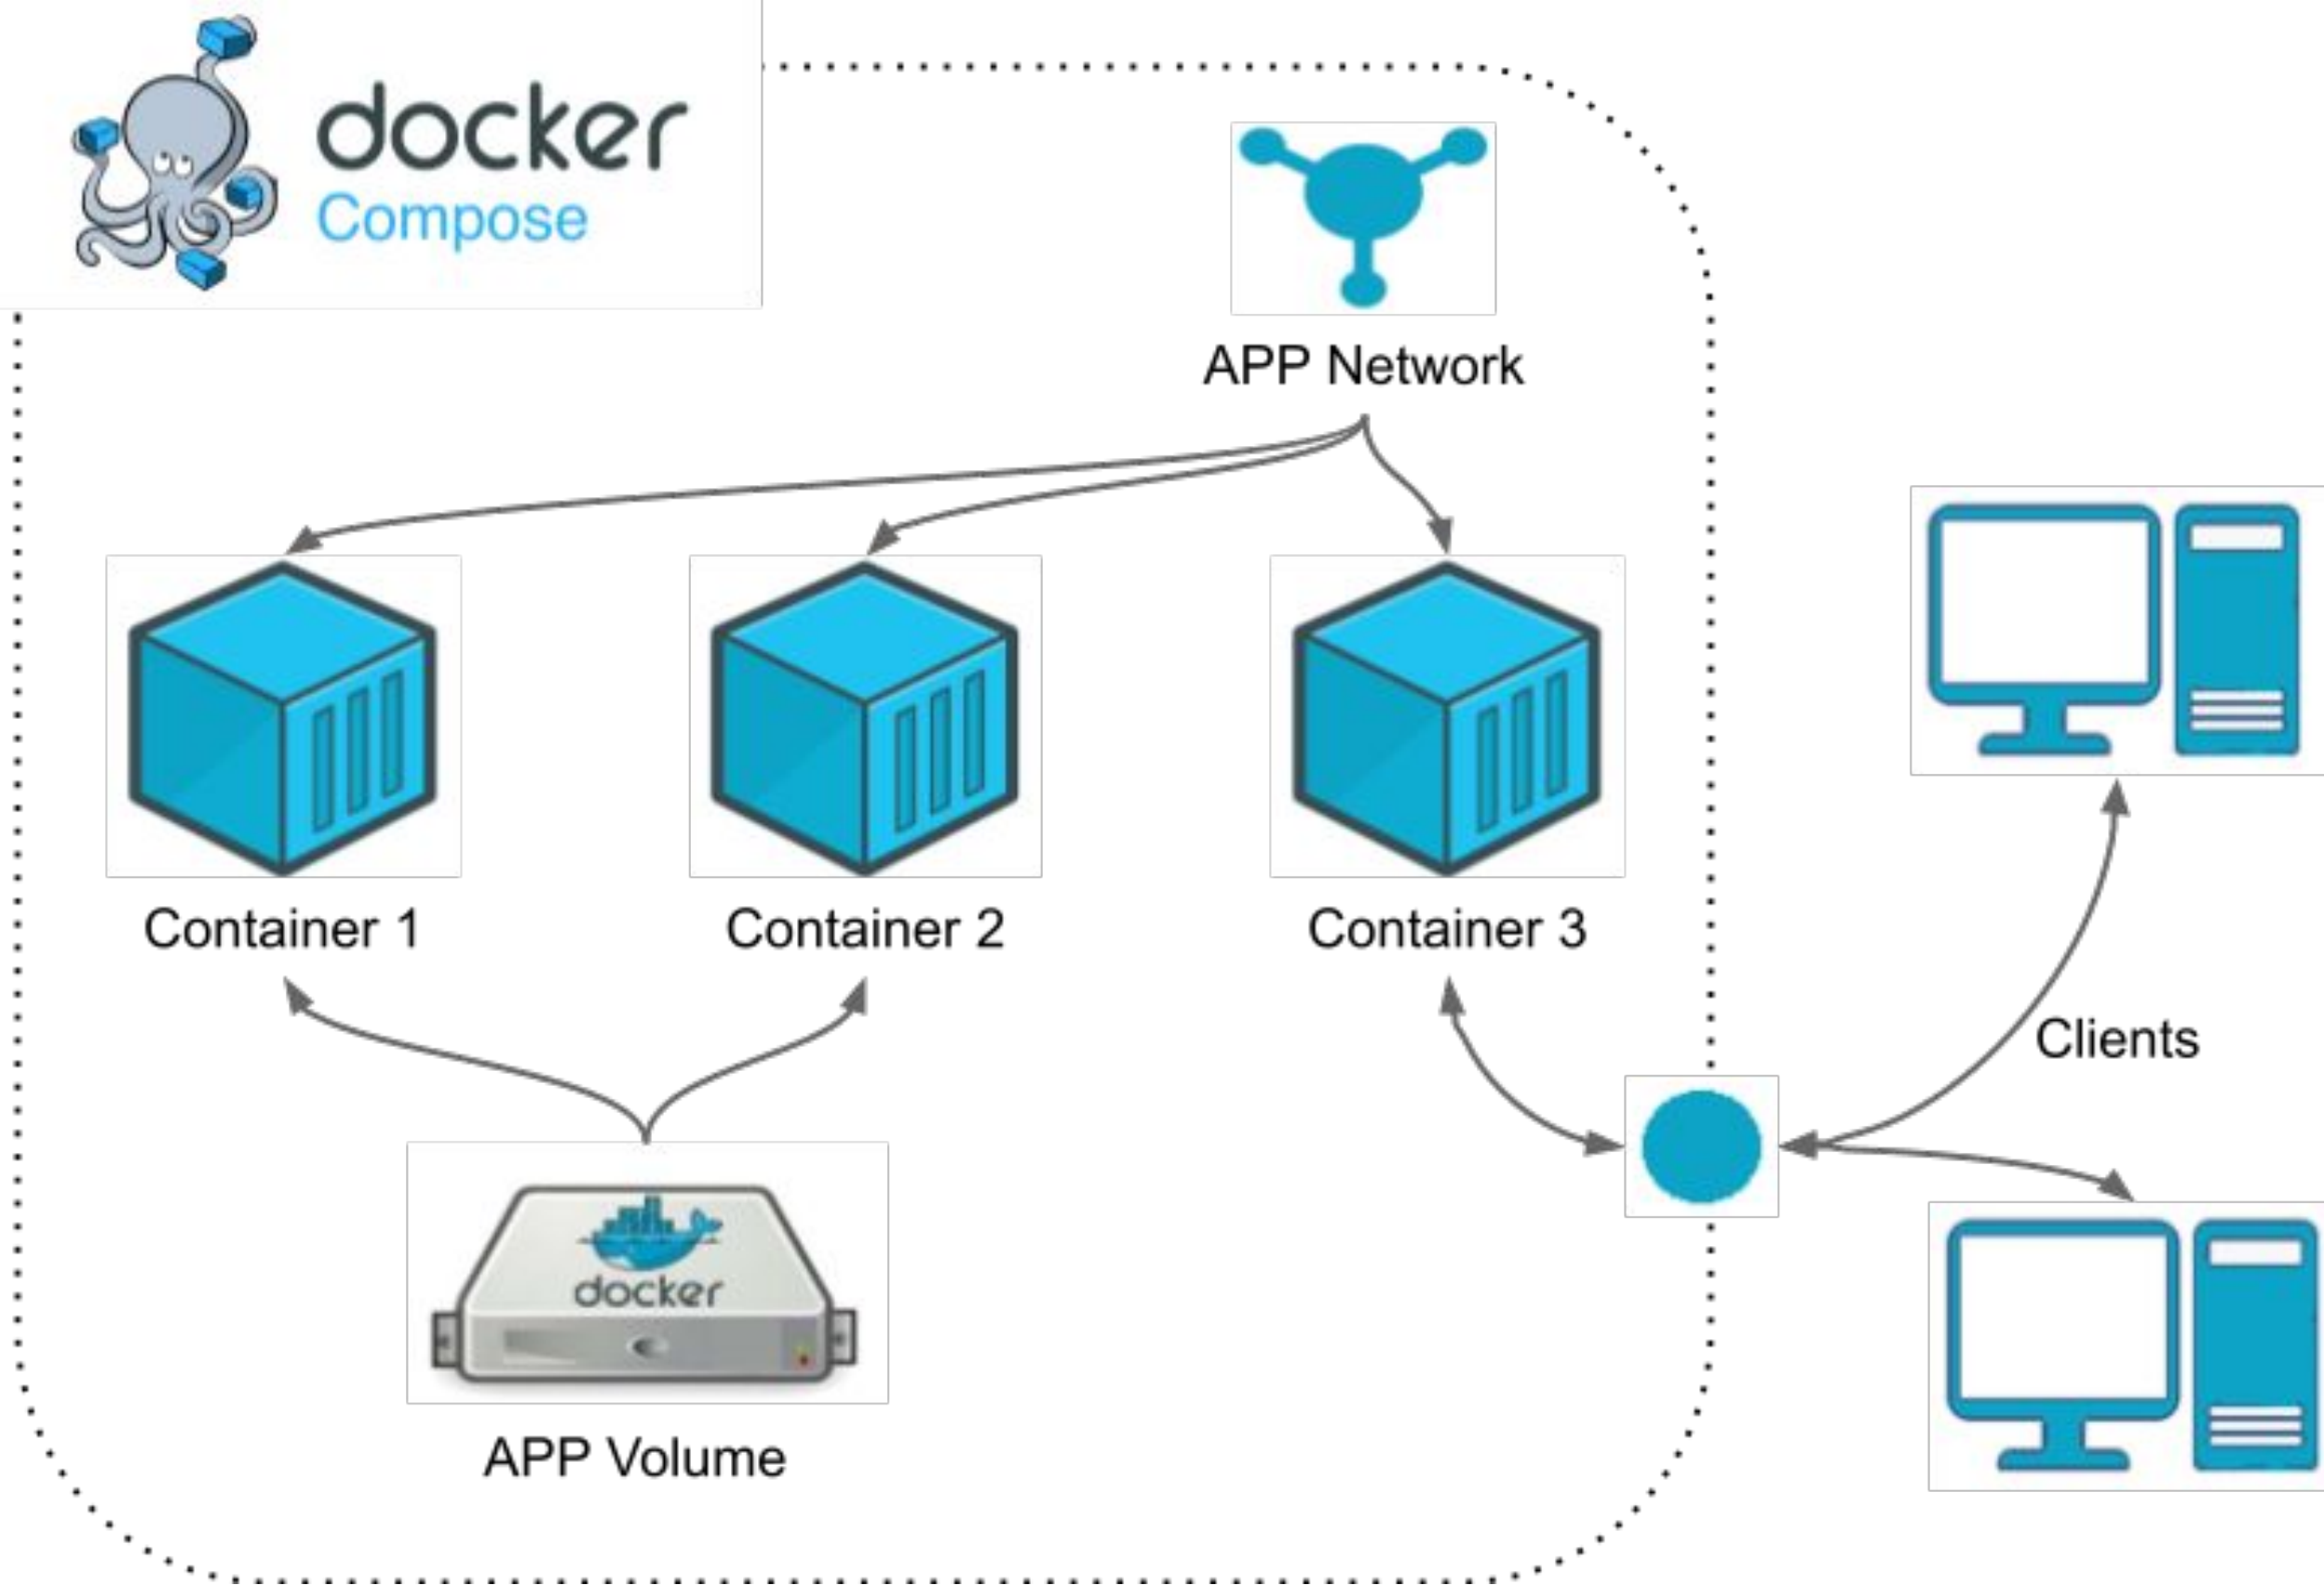 docker
Compose
APP Network
Container 1
Container 2
Container 3
Clients
docker
APP Volume